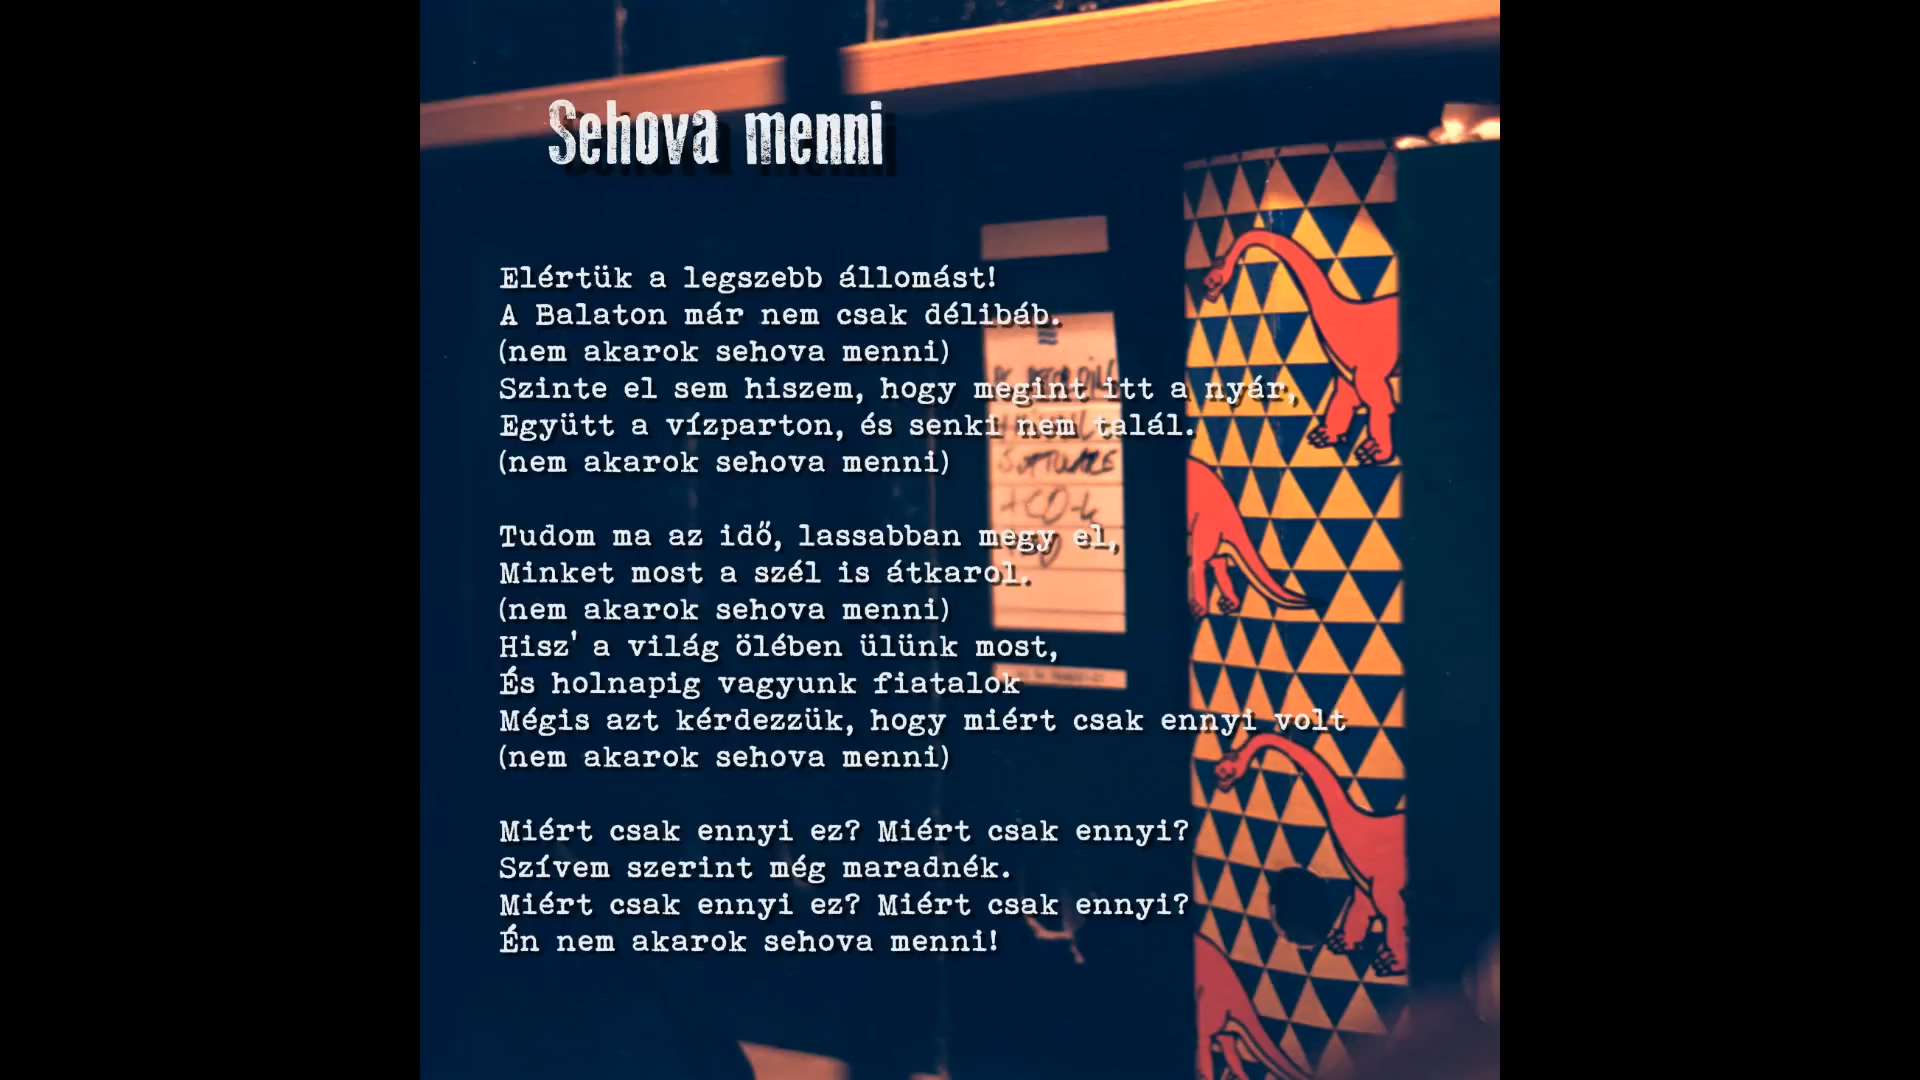 Sehova menni
Elértük a legszebb állomást!
A Balaton már nem csak délibáb.
(nem akarok sehova menni)
Szinte el sem hiszem, hogy megint itt a nyár,
Együtt a vízparton, és senki nem talál.
(nem akarok sehova menni)
Tudom ma az idő, lassabban megy el,
Minket most a szél is átkarol.
(nem akarok sehova menni)
Hisz' a világ ölében ülünk most,
És holnapig vagyunk fiatalok
Mégis azt kérdezzük, hogy miért csak ennyi volt
(nem akarok sehova menni)
Miért csak ennyi ez? Miért csak ennyi?
Szívem szerint még maradnék.
Miért csak ennyi ez? Miért csak ennyi?
Én nem akarok sehova menni!
SOFTWARE
+CD-k